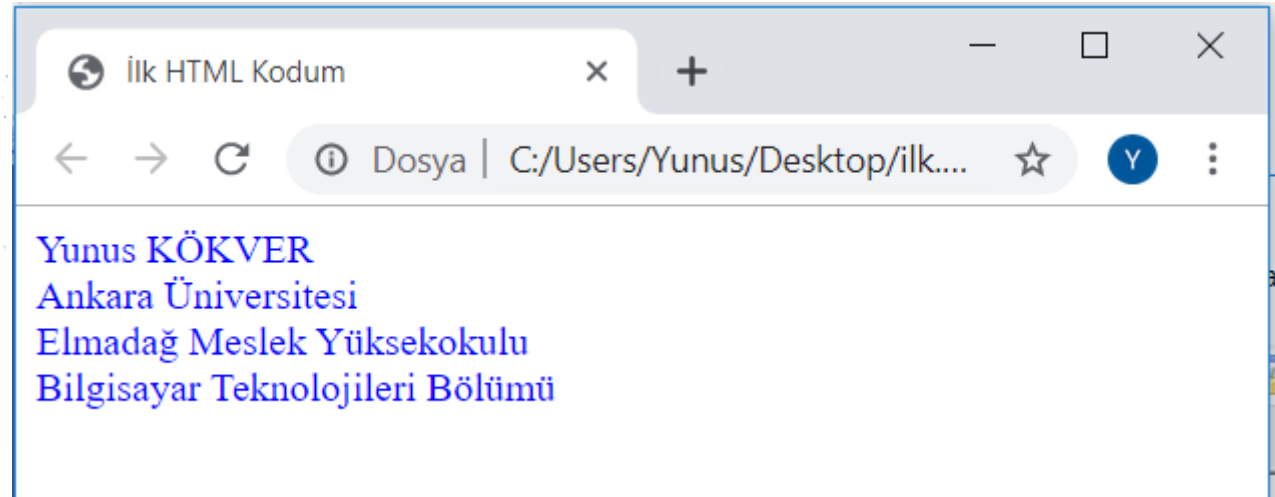 İlk HTML Kodum
Dosya | C:/Users/Yunus/Desktop/ilk....
Y
Yunus KÖKVER
Ankara Üniversitesi
Elmadağ Meslek Yüksekokulu
Bilgisayar Teknolojileri Bölümü